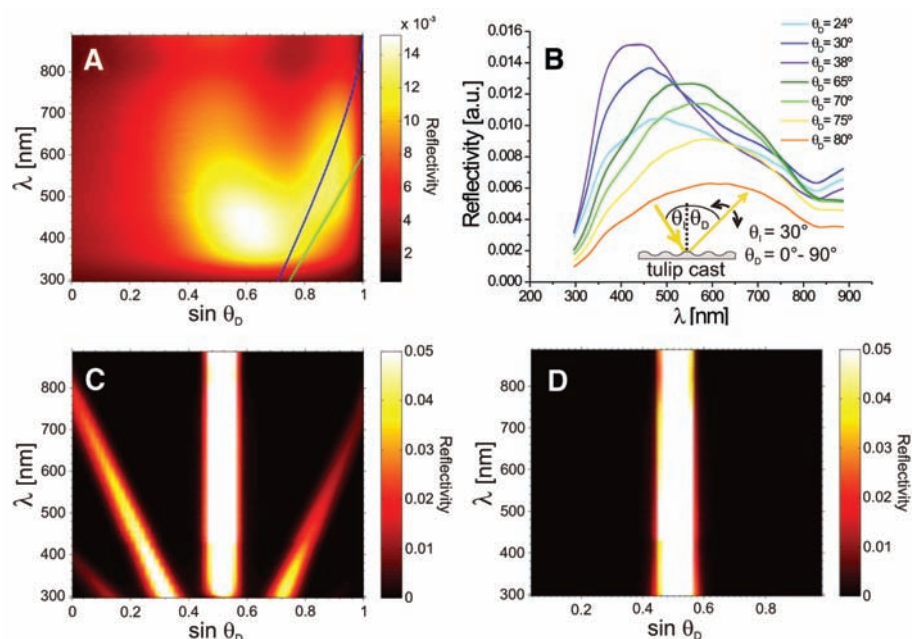 A
× 10⁻³
800
700
600
500
400
300
λ [nm]
0
0.2
0.4
0.6
0.8
1
sin θD
14
12
10
8
6
4
2
Reflectivity
B
0.016
0.014
0.012
0.010
0.008
0.006
0.004
0.002
0.000
Reflectivity [a.u.]
200
300
400
500
600
700
800
900
λ [nm]
θD = 24º
θD = 30º
θD = 38º
θD = 65º
θD = 70º
θD = 75º
θD = 80º
θI θD
θI = 30°
θD = 0°- 90°
tulip cast
C
800
700
600
500
400
300
λ [nm]
0
0.2
0.4
0.6
0.8
1
sin θD
0.05
0.04
0.03
0.02
0.01
0
Reflectivity
D
800
700
600
500
400
300
λ [nm]
0.2
0.4
0.6
0.8
sin θD
0.05
0.04
0.03
0.02
0.01
0
Reflectivity